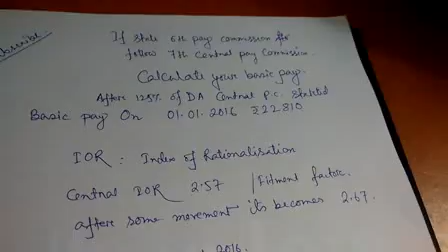 If State 6th pay commission for
follow 7th Central pay Commission
Calculate your basic pay.
After 125% of DA Central P.C. Started
Basic pay On 01.01.2016 ₹22810
IOR : Index of Rationalisation
Central IOR 2.57 / Fitment factor.
after some movement its becomes 2.67.
2016.